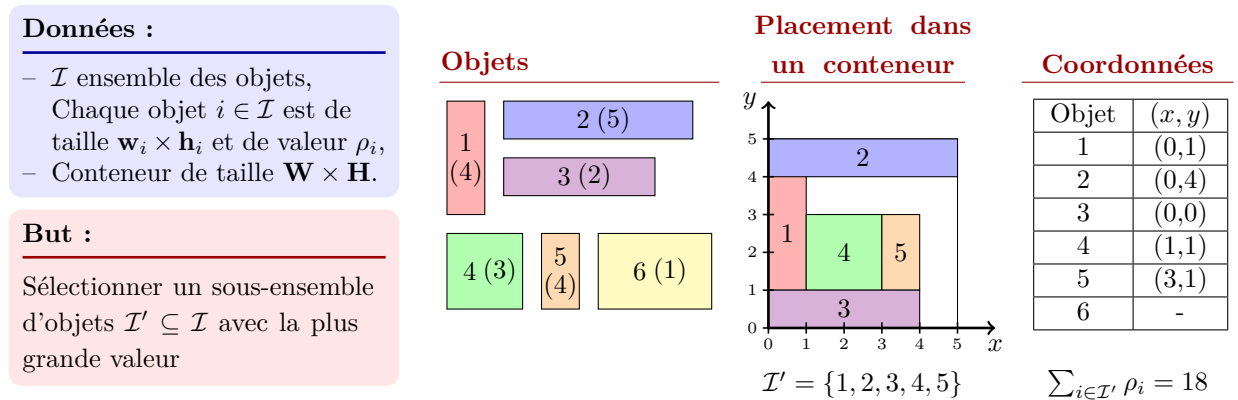 Données :
– ℐ ensemble des objets,
Chaque objet i ∈ ℐ est de
taille w_i × h_i et de valeur ρ_i,
– Conteneur de taille W × H.
But :
Sélectionner un sous-ensemble
d'objets ℐ′ ⊆ ℐ avec la plus
grande valeur
Objets
1
(4)
2 (5)
3 (2)
4 (3)
5
(4)
6 (1)
Placement dans
un conteneur
y
5
4
3
2
1
0
2
1
4
5
3
0 1 2 3 4 5
x
ℐ′ = {1, 2, 3, 4, 5}
Coordonnées
Objet (x, y)
1 (0,1)
2 (0,4)
3 (0,0)
4 (1,1)
5 (3,1)
6 -
∑_{i∈ℐ′} ρ_i = 18